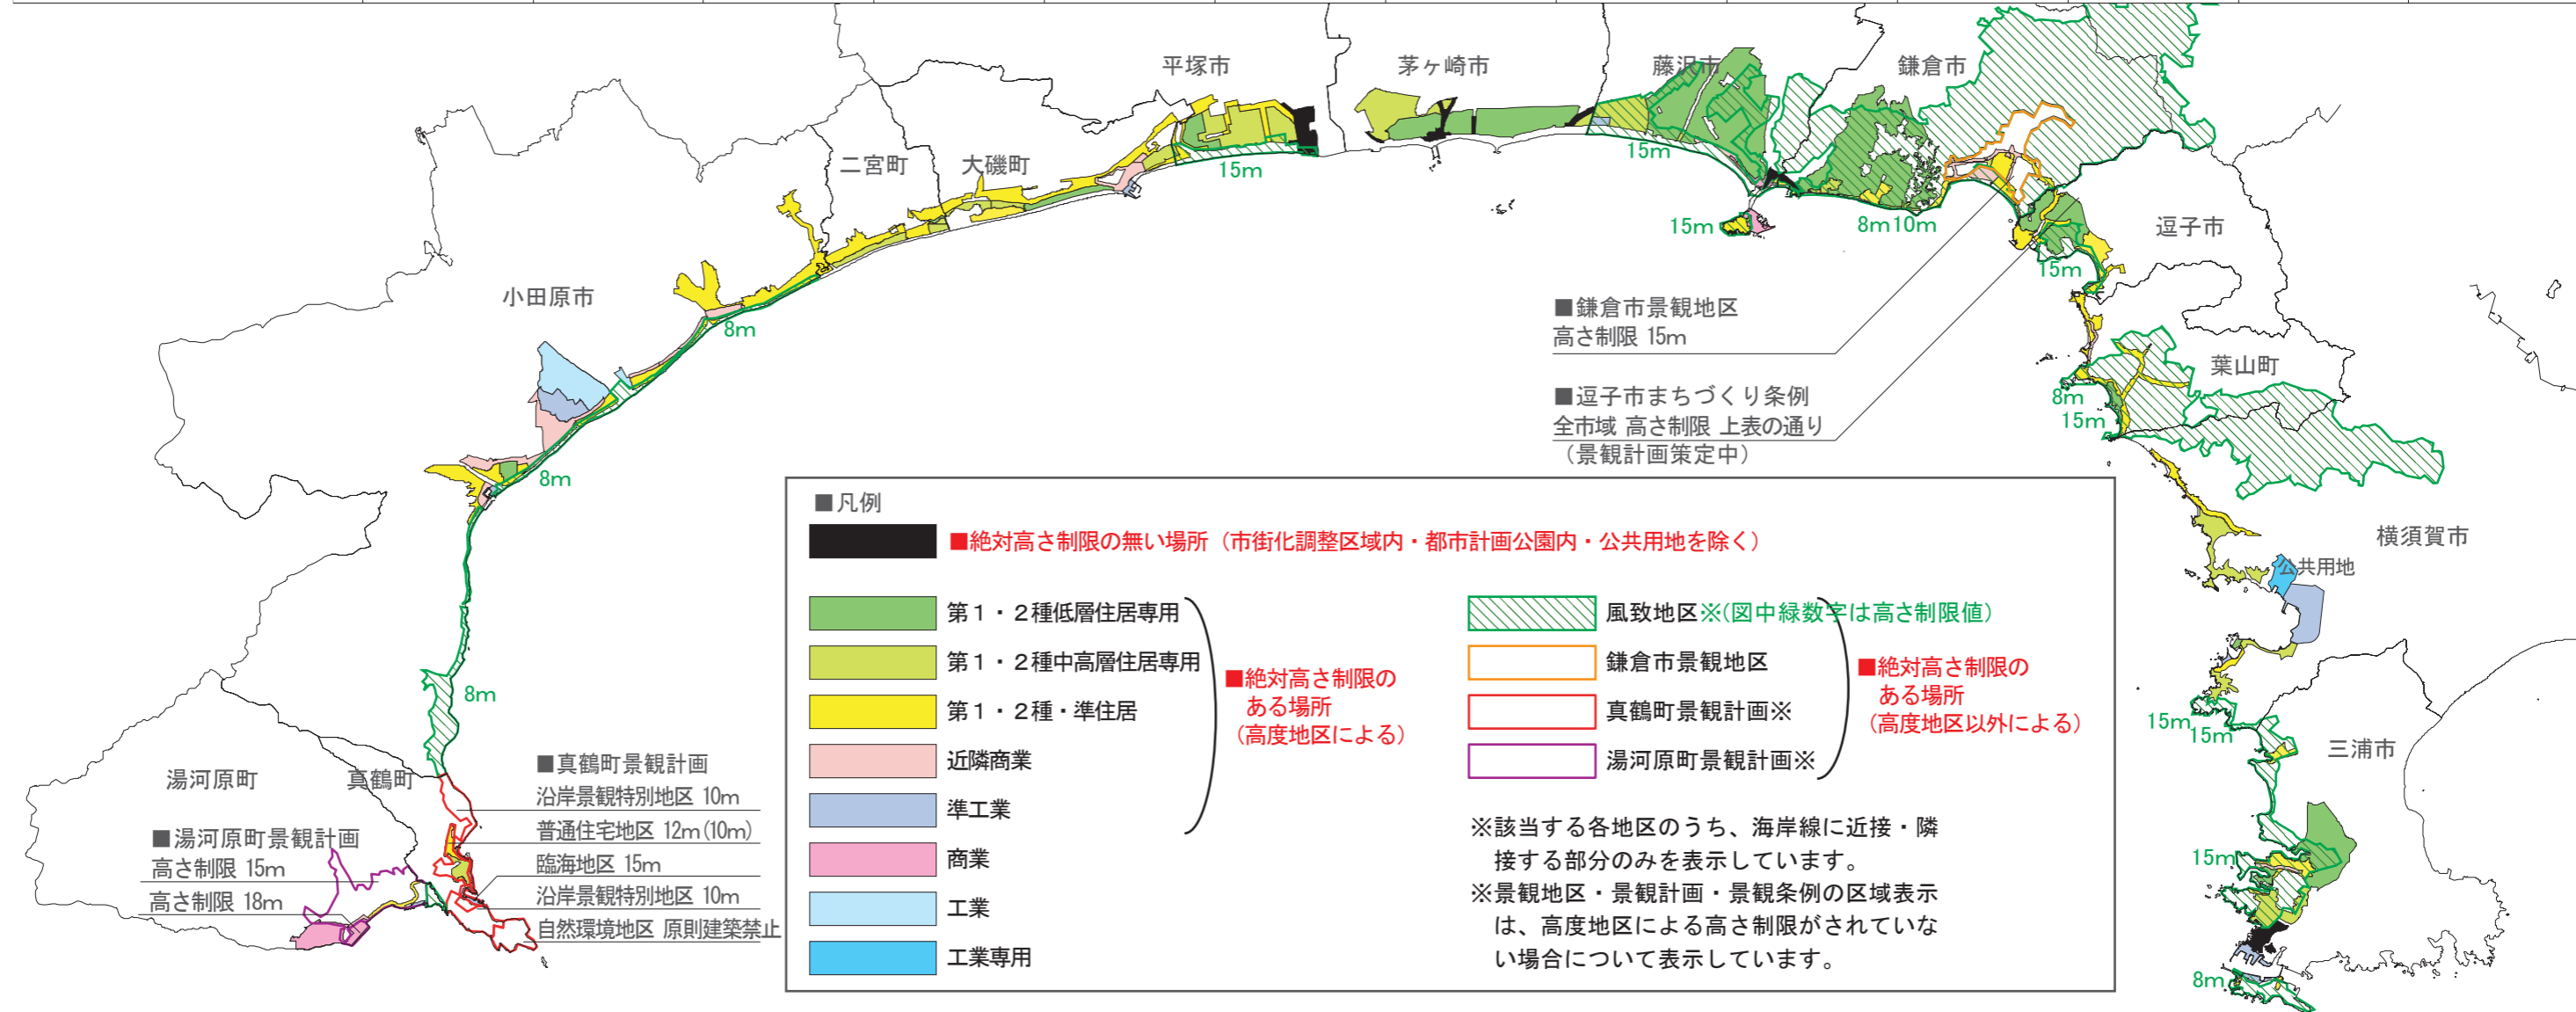 平塚市
茅ヶ崎市
藤沢市
鎌倉市
二宮町
大磯町
15m
15m
15m
8m10m
逗子市
15m
小田原市
8m
■鎌倉市景観地区
高さ制限 15m
■逗子市まちづくり条例
全市域 高さ制限 上表の通り
（景観計画策定中）
葉山町
8m
15m
8m
横須賀市
公共用地
8m
15m
15m
三浦市
15m
8m
湯河原町
真鶴町
■真鶴町景観計画
沿岸景観特別地区 10m
普通住宅地区 12m(10m)
臨海地区 15m
沿岸景観特別地区 10m
自然環境地区 原則建築禁止
■湯河原町景観計画
高さ制限 15m
高さ制限 18m
■凡例
■絶対高さ制限の無い場所（市街化調整区域内・都市計画公園内・公共用地を除く）
第１・２種低層住居専用
第１・２種中高層住居専用
第１・２種・準住居
近隣商業
準工業
商業
工業
工業専用
■絶対高さ制限の
ある場所
（高度地区による）
風致地区※(図中緑数字は高さ制限値）
鎌倉市景観地区
真鶴町景観計画※
湯河原町景観計画※
■絶対高さ制限の
ある場所
（高度地区以外による）
※該当する各地区のうち、海岸線に近接・隣
接する部分のみを表示しています。
※景観地区・景観計画・景観条例の区域表示
は、高度地区による高さ制限がされていな
い場合について表示しています。